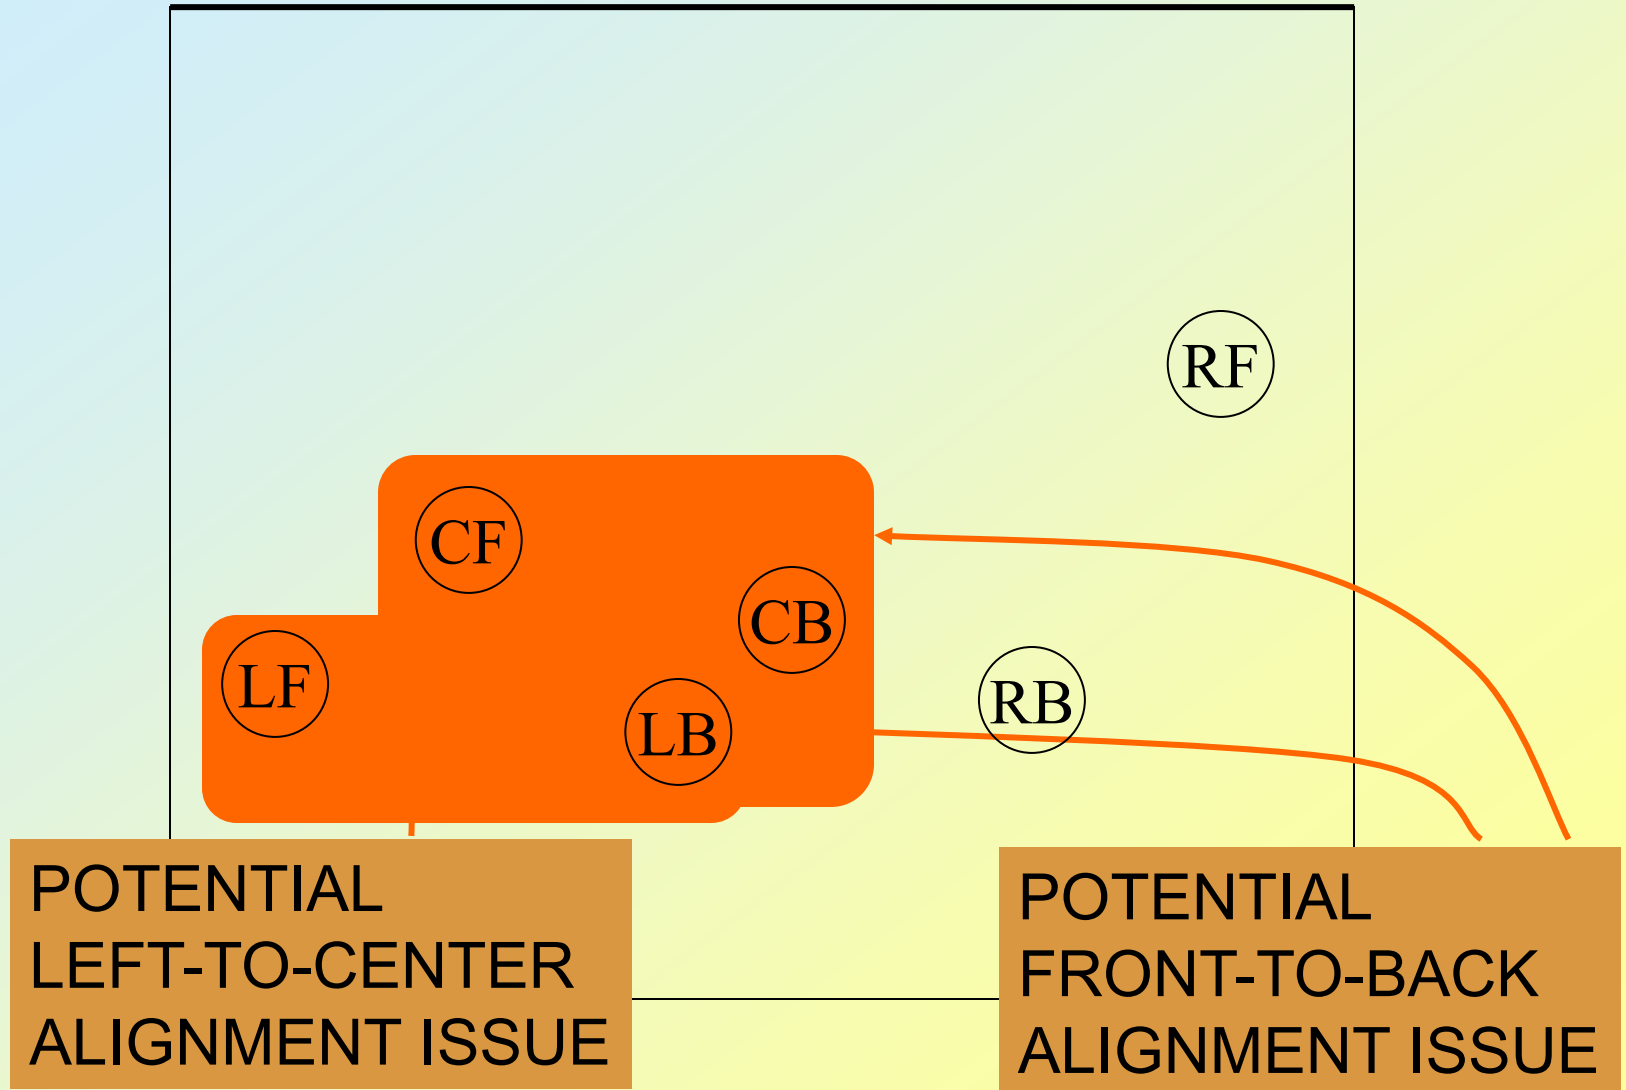 RF
CF
CB
LF
RB
LB
POTENTIAL
LEFT-TO-CENTER
ALIGNMENT ISSUE
POTENTIAL
FRONT-TO-BACK
ALIGNMENT ISSUE